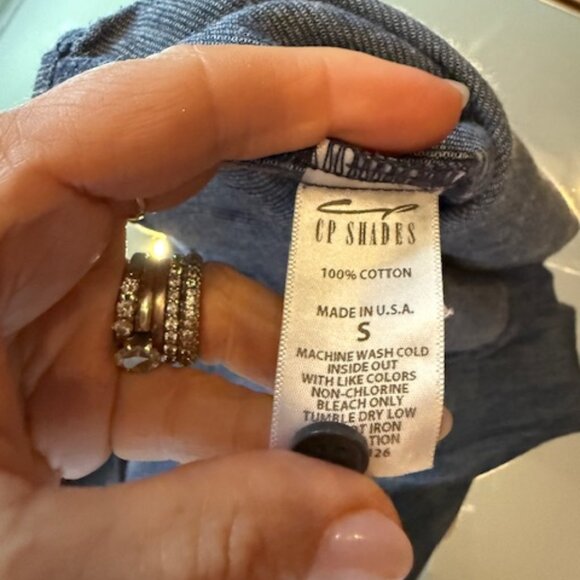 CP SHADES
100% COTTON
MADE IN U.S.A.
S
MACHINE WASH COLD
INSIDE OUT
WITH LIKE COLORS
NON-CHLORINE
BLEACH ONLY
TUMBLE DRY LOW
IRON